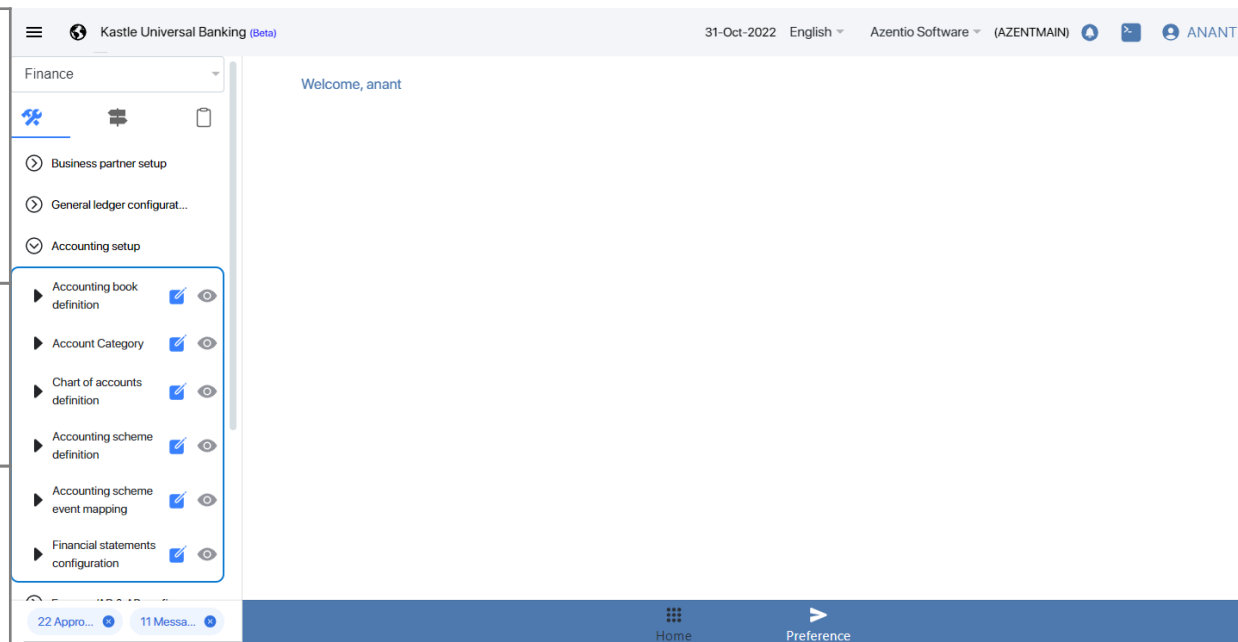 Kastle Universal Banking (Beta)
31-Oct-2022 English Azentio Software (AZENTMAIN) ANANT
Finance
Welcome, anant
Business partner setup
General ledger configurat...
Accounting setup
Accounting book
definition
Account Category
Chart of accounts
definition
Accounting scheme
definition
Accounting scheme
event mapping
Financial statements
configuration
22 Appro... 11 Messa...
Home Preference